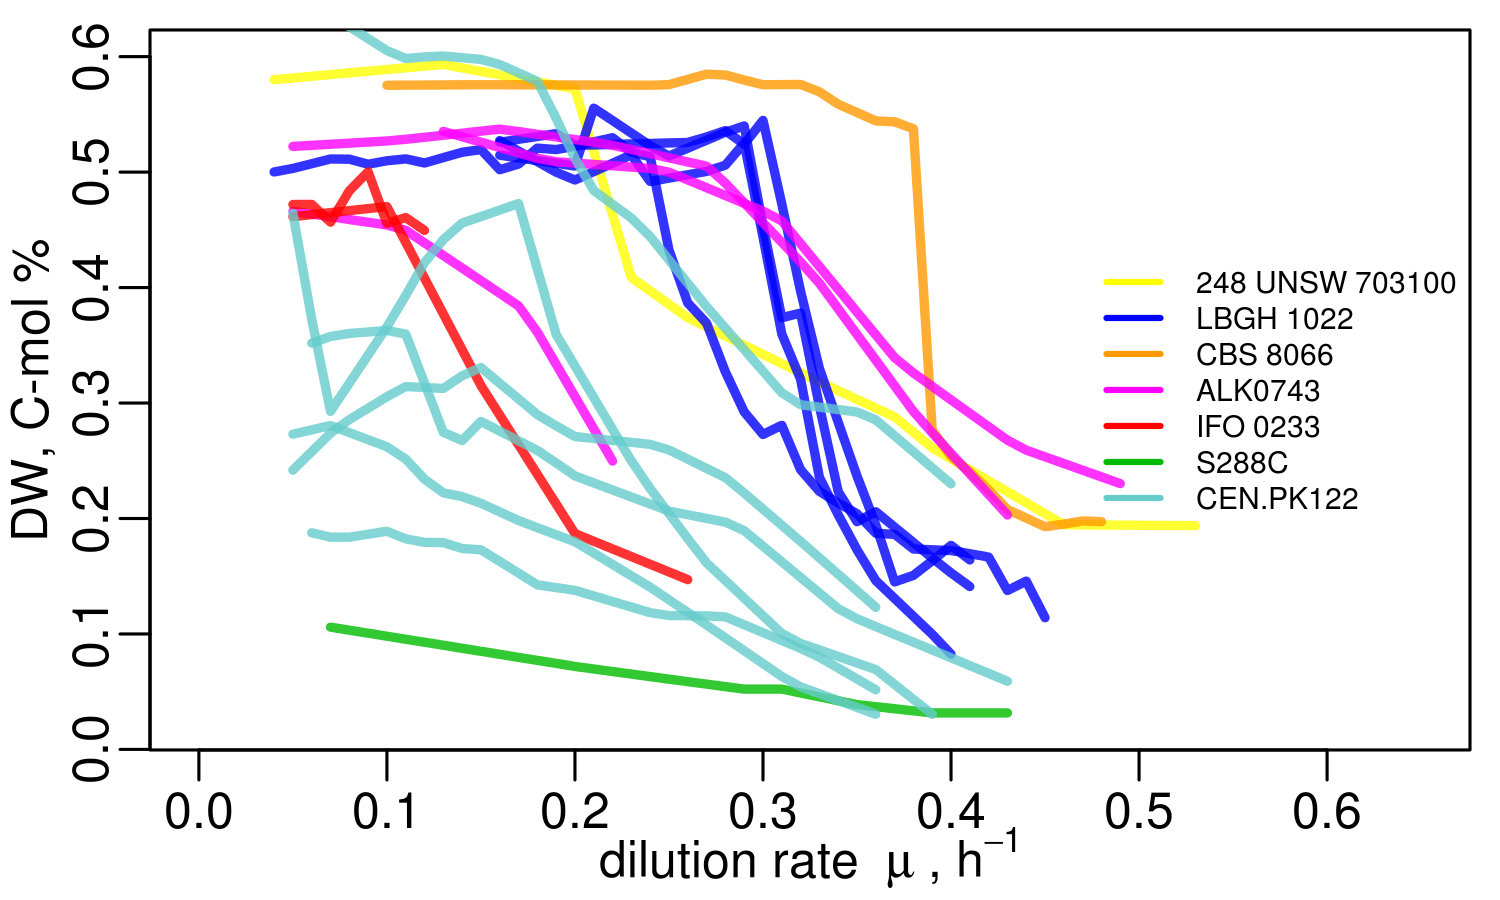 DW, C-mol %
0.6
0.5
0.4
0.3
0.2
0.1
0.0
248 UNSW 703100
LBGH 1022
CBS 8066
ALK0743
IFO 0233
S288C
CEN.PK122
0.0 0.1 0.2 0.3 0.4 0.5 0.6
dilution rate μ , h⁻¹